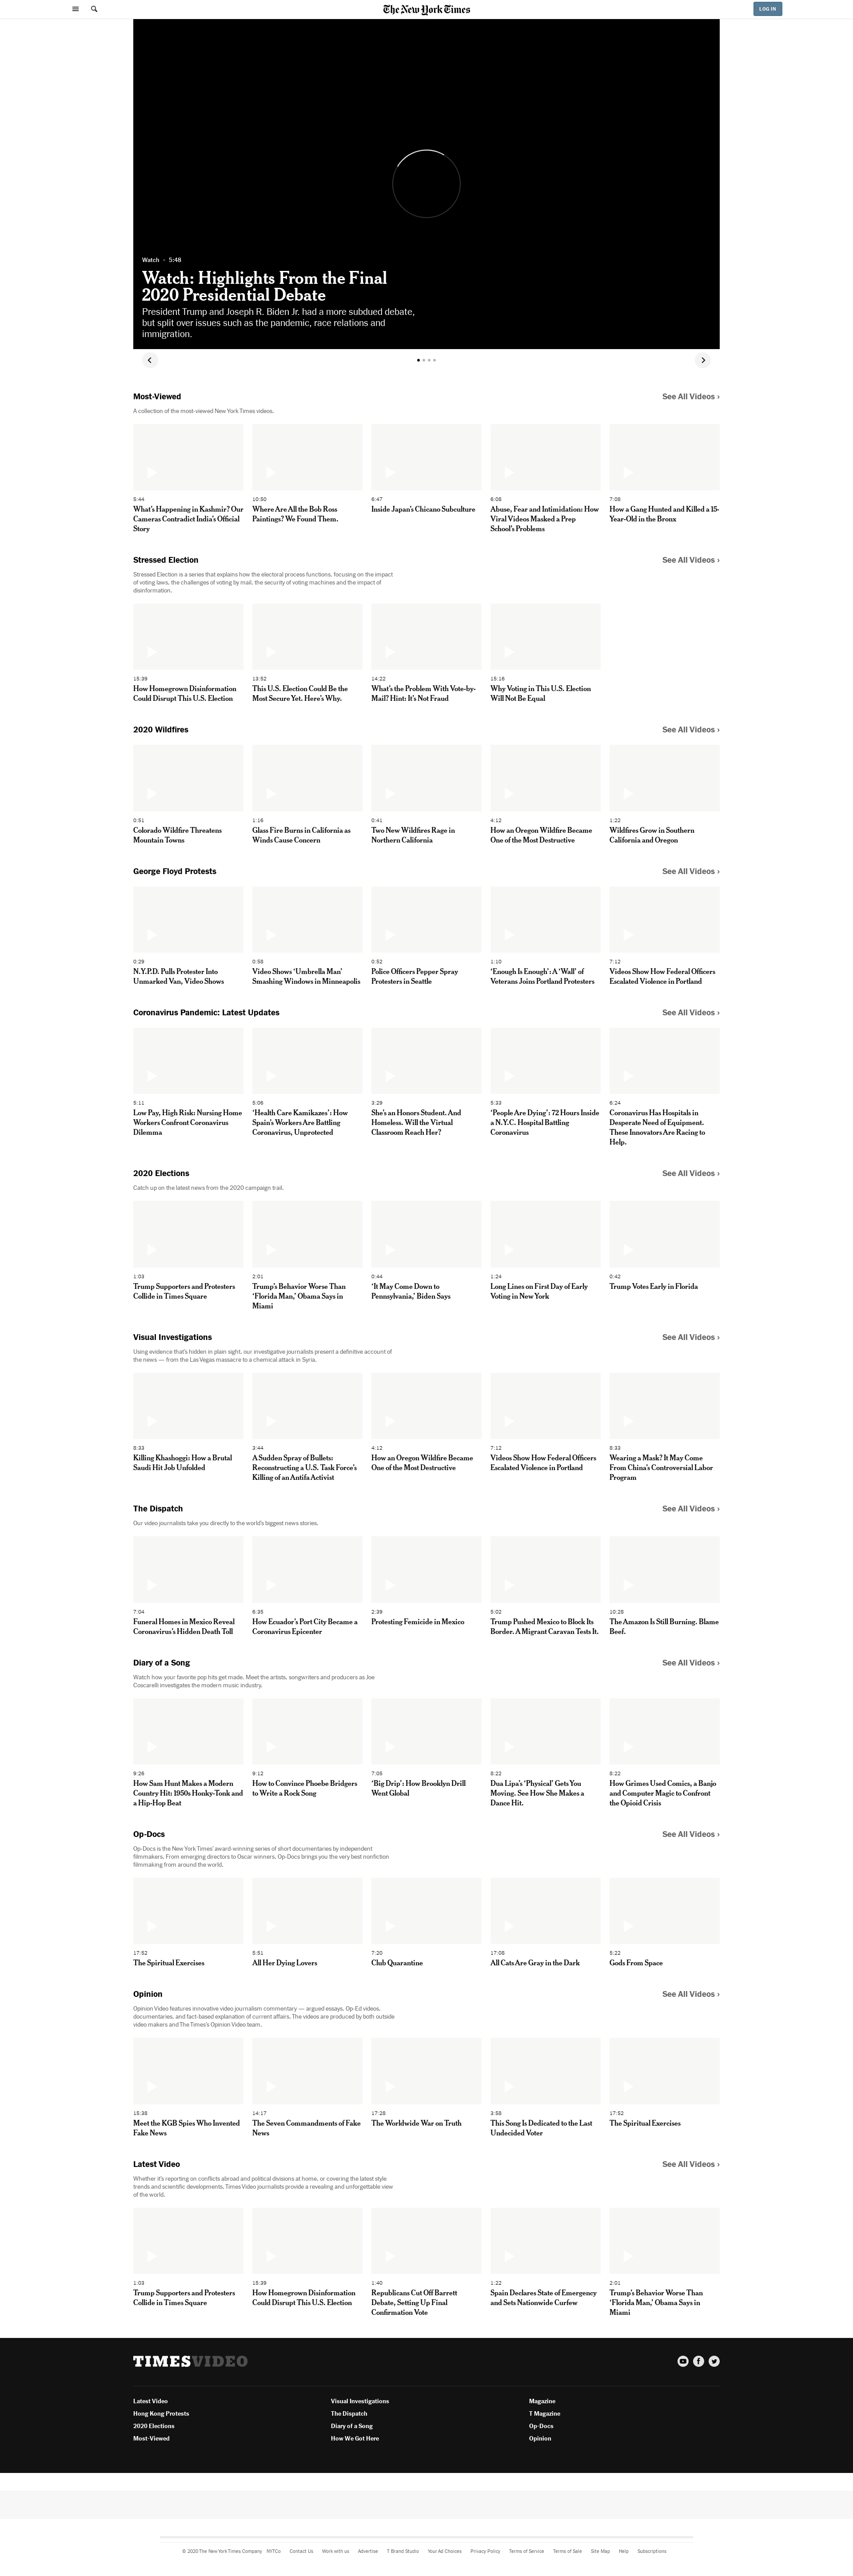 The New York Times
LOG IN
Watch • 5:48
Watch: Highlights From the Final
2020 Presidential Debate
President Trump and Joseph R. Biden Jr. had a more subdued debate,
but split over issues such as the pandemic, race relations and
immigration.
Most-Viewed
See All Videos ›
A collection of the most-viewed New York Times videos.
5:44
What's Happening in Kashmir? Our
Cameras Contradict India's Official
Story
10:50
Where Are All the Bob Ross
Paintings? We Found Them.
6:47
Inside Japan's Chicano Subculture
6:08
Abuse, Fear and Intimidation: How
Viral Videos Masked a Prep
School's Problems
7:08
How a Gang Hunted and Killed a 15-
Year-Old in the Bronx
Stressed Election
See All Videos ›
Stressed Election is a series that explains how the electoral process functions, focusing on the impact
of voting laws, the challenges of voting by mail, the security of voting machines and the impact of
disinformation.
15:39
How Homegrown Disinformation
Could Disrupt This U.S. Election
13:52
This U.S. Election Could Be the
Most Secure Yet. Here's Why.
14:22
What's the Problem With Vote-by-
Mail? Hint: It's Not Fraud
15:16
Why Voting in This U.S. Election
Will Not Be Equal
2020 Wildfires
See All Videos ›
0:51
Colorado Wildfire Threatens
Mountain Towns
1:16
Glass Fire Burns in California as
Winds Cause Concern
0:41
Two New Wildfires Rage in
Northern California
4:12
How an Oregon Wildfire Became
One of the Most Destructive
1:22
Wildfires Grow in Southern
California and Oregon
George Floyd Protests
See All Videos ›
0:29
N.Y.P.D. Pulls Protester Into
Unmarked Van, Video Shows
0:58
Video Shows 'Umbrella Man'
Smashing Windows in Minneapolis
0:52
Police Officers Pepper Spray
Protesters in Seattle
1:10
'Enough Is Enough': A 'Wall' of
Veterans Joins Portland Protesters
7:12
Videos Show How Federal Officers
Escalated Violence in Portland
Coronavirus Pandemic: Latest Updates
See All Videos ›
5:11
Low Pay, High Risk: Nursing Home
Workers Confront Coronavirus
Dilemma
5:06
'Health Care Kamikazes': How
Spain's Workers Are Battling
Coronavirus, Unprotected
3:29
She's an Honors Student. And
Homeless. Will the Virtual
Classroom Reach Her?
5:33
'People Are Dying': 72 Hours Inside
a N.Y.C. Hospital Battling
Coronavirus
6:24
Coronavirus Has Hospitals in
Desperate Need of Equipment.
These Innovators Are Racing to
Help.
2020 Elections
See All Videos ›
Catch up on the latest news from the 2020 campaign trail.
1:03
Trump Supporters and Protesters
Collide in Times Square
2:01
Trump's Behavior Worse Than
'Florida Man,' Obama Says in
Miami
0:44
'It May Come Down to
Pennsylvania,' Biden Says
1:24
Long Lines on First Day of Early
Voting in New York
0:42
Trump Votes Early in Florida
Visual Investigations
See All Videos ›
Using evidence that's hidden in plain sight, our investigative journalists present a definitive account of
the news — from the Las Vegas massacre to a chemical attack in Syria.
8:33
Killing Khashoggi: How a Brutal
Saudi Hit Job Unfolded
3:44
A Sudden Spray of Bullets:
Reconstructing a U.S. Task Force's
Killing of an Antifa Activist
4:12
How an Oregon Wildfire Became
One of the Most Destructive
7:12
Videos Show How Federal Officers
Escalated Violence in Portland
8:33
Wearing a Mask? It May Come
From China's Controversial Labor
Program
The Dispatch
See All Videos ›
Our video journalists take you directly to the world's biggest news stories.
7:04
Funeral Homes in Mexico Reveal
Coronavirus's Hidden Death Toll
6:35
How Ecuador's Port City Became a
Coronavirus Epicenter
2:39
Protesting Femicide in Mexico
5:02
Trump Pushed Mexico to Block Its
Border. A Migrant Caravan Tests It.
10:28
The Amazon Is Still Burning. Blame
Beef.
Diary of a Song
See All Videos ›
Watch how your favorite pop hits get made. Meet the artists, songwriters and producers as Joe
Coscarelli investigates the modern music industry.
9:26
How Sam Hunt Makes a Modern
Country Hit: 1950s Honky-Tonk and
a Hip-Hop Beat
9:12
How to Convince Phoebe Bridgers
to Write a Rock Song
7:05
'Big Drip': How Brooklyn Drill
Went Global
8:22
Dua Lipa's 'Physical' Gets You
Moving. See How She Makes a
Dance Hit.
8:22
How Grimes Used Comics, a Banjo
and Computer Magic to Confront
the Opioid Crisis
Op-Docs
See All Videos ›
Op-Docs is the New York Times' award-winning series of short documentaries by independent
filmmakers. From emerging directors to Oscar winners, Op-Docs brings you the very best nonfiction
filmmaking from around the world.
17:52
The Spiritual Exercises
5:51
All Her Dying Lovers
7:20
Club Quarantine
17:08
All Cats Are Gray in the Dark
5:22
Gods From Space
Opinion
See All Videos ›
Opinion Video features innovative video journalism commentary — argued essays, Op-Ed videos,
documentaries, and fact-based explanation of current affairs. The videos are produced by both outside
video makers and The Times's Opinion Video team.
15:38
Meet the KGB Spies Who Invented
Fake News
14:17
The Seven Commandments of Fake
News
17:28
The Worldwide War on Truth
3:58
This Song Is Dedicated to the Last
Undecided Voter
17:52
The Spiritual Exercises
Latest Video
See All Videos ›
Whether it's reporting on conflicts abroad and political divisions at home, or covering the latest style
trends and scientific developments, Times Video journalists provide a revealing and unforgettable view
of the world.
1:03
Trump Supporters and Protesters
Collide in Times Square
15:39
How Homegrown Disinformation
Could Disrupt This U.S. Election
1:40
Republicans Cut Off Barrett
Debate, Setting Up Final
Confirmation Vote
1:22
Spain Declares State of Emergency
and Sets Nationwide Curfew
2:01
Trump's Behavior Worse Than
'Florida Man,' Obama Says in
Miami
TIMESVIDEO
Latest Video
Hong Kong Protests
2020 Elections
Most-Viewed
Visual Investigations
The Dispatch
Diary of a Song
How We Got Here
Magazine
T Magazine
Op-Docs
Opinion
© 2020 The New York Times Company NYTCo Contact Us Work with us Advertise T Brand Studio Your Ad Choices Privacy Policy Terms of Service Terms of Sale Site Map Help Subscriptions